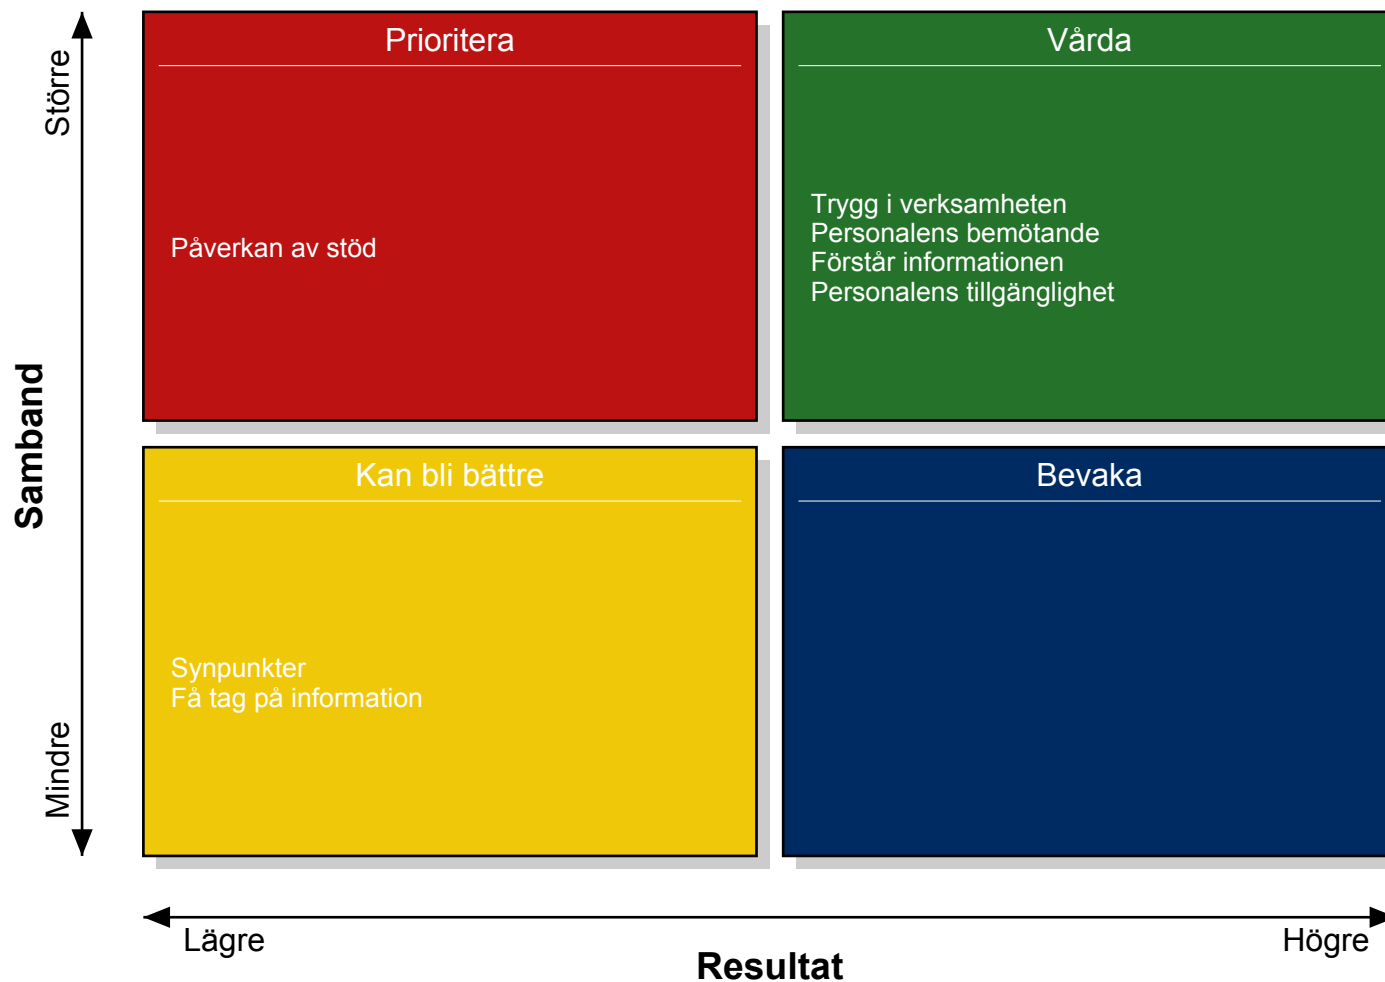 Större
Samband
Mindre
Prioritera
Påverkan av stöd
Vårda
Trygg i verksamheten
Personalens bemötande
Förstår informationen
Personalens tillgänglighet
Kan bli bättre
Synpunkter
Få tag på information
Bevaka
Lägre
Resultat
Högre